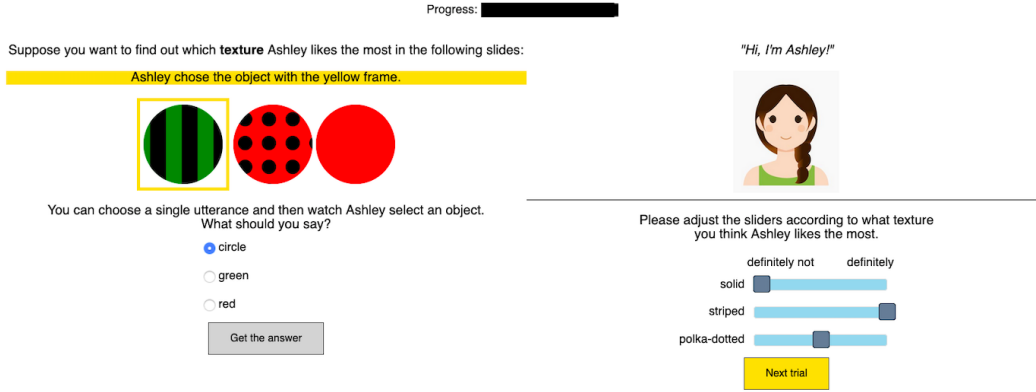 Progress:
Suppose you want to find out which texture Ashley likes the most in the following slides:
Ashley chose the object with the yellow frame.
You can choose a single utterance and then watch Ashley select an object.
What should you say?
circle
green
red
Get the answer
"Hi, I'm Ashley!"
Please adjust the sliders according to what texture
you think Ashley likes the most.
definitely not definitely
solid
striped
polka-dotted
Next trial